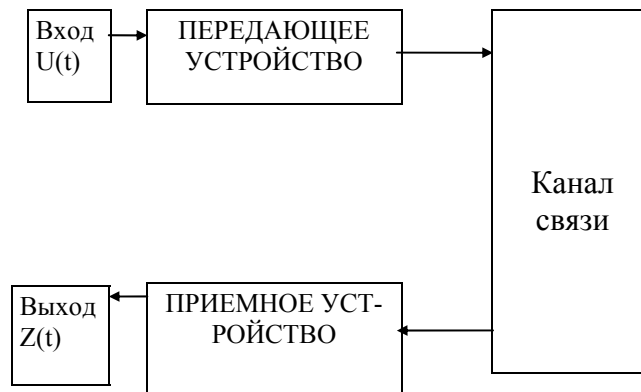 Вход
U(t)
ПЕРЕДАЮЩЕЕ
УСТРОЙСТВО
Канал
связи
Выход
Z(t)
ПРИЕМНОЕ УСТ-
РОЙСТВО